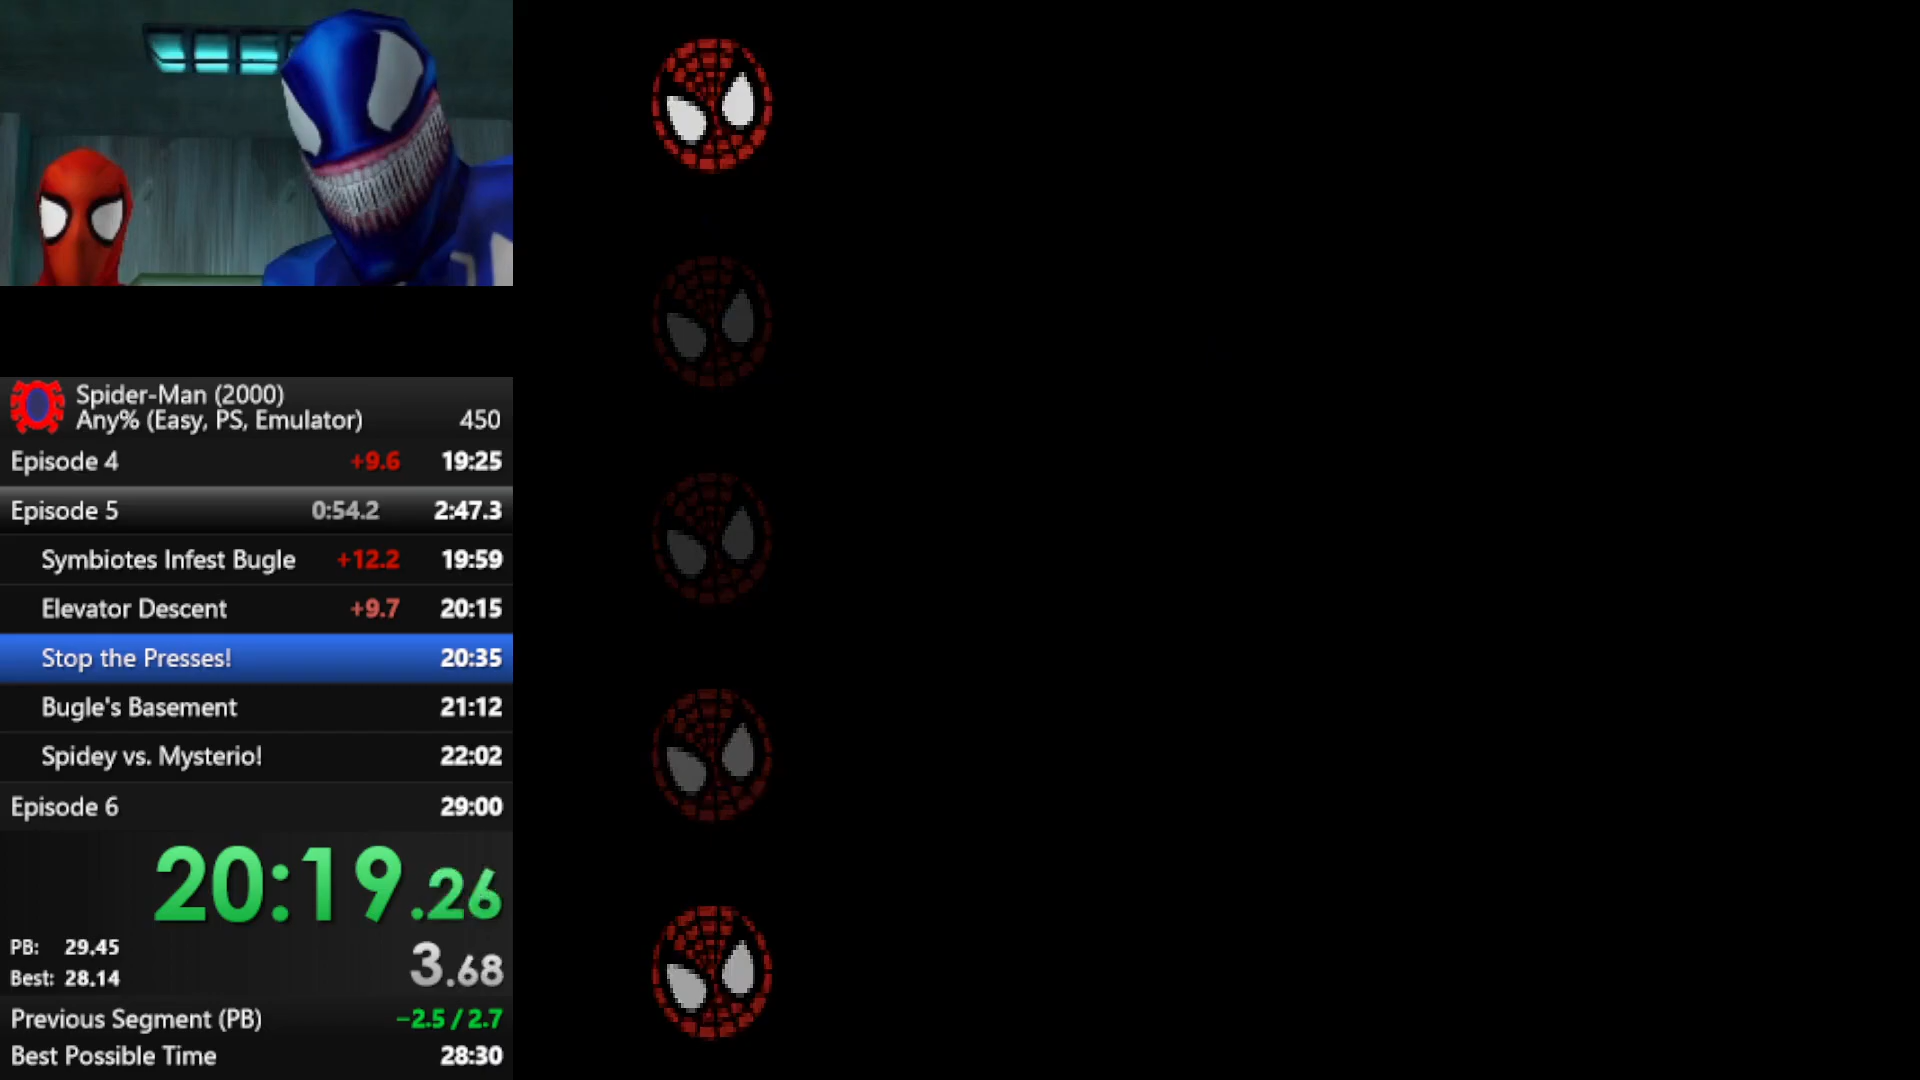 Spider-Man (2000)
Any% (Easy, PS, Emulator) 450
Episode 4 +9.6 19:25
Episode 5 0:54.2 2:47.3
Symbiotes Infest Bugle +12.2 19:59
Elevator Descent +9.7 20:15
Stop the Presses! 20:35
Bugle's Basement 21:12
Spidey vs. Mysterio! 22:02
Episode 6 29:00
20:19.26
PB: 29.45
3.68
Best: 28.14
Previous Segment (PB) −2.5 / 2.7
Best Possible Time 28:30